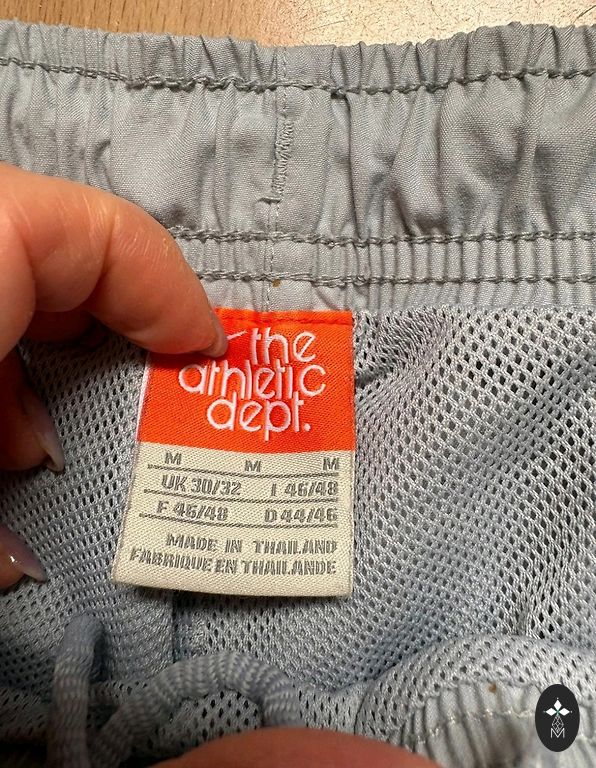 the
athletic
dept.
M M M
UK 30/32 I 46/48
F 46/48 D 44/46
MADE IN THAILAND
FABRIQUE EN THAILANDE
M